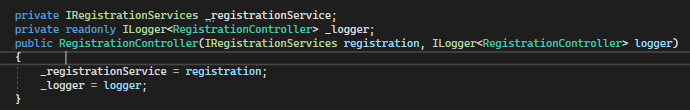 private IRegistrationServices _registrationService;
private readonly ILogger<RegistrationController> _logger;
public RegistrationController(IRegistrationServices registration, ILogger<RegistrationController> logger)
{
_registrationService = registration;
_logger = logger;
}